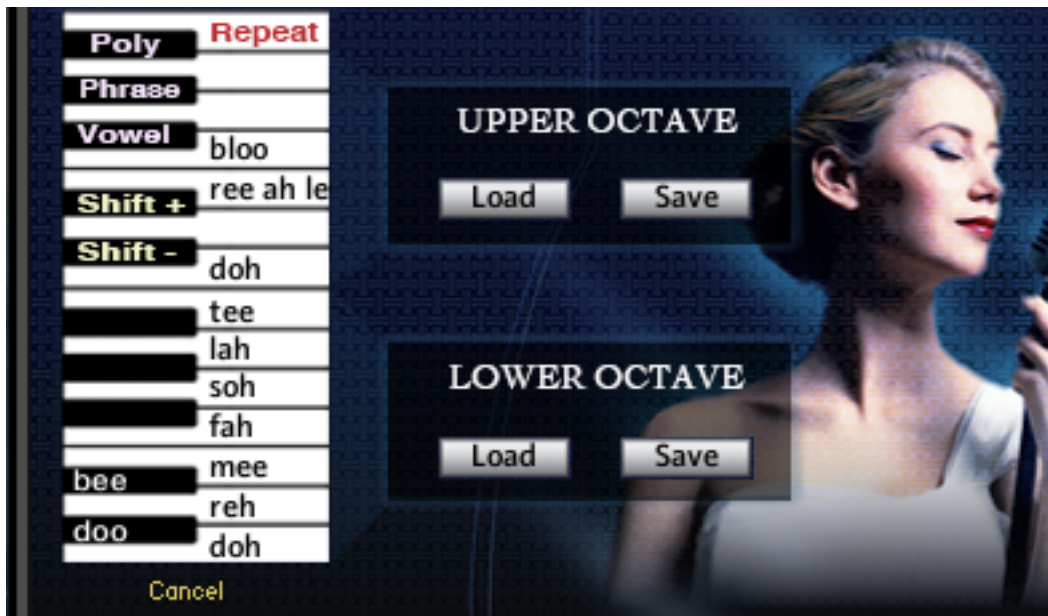 Repeat
Poly
Phrase
Vowel
bloo
ree ah le
Shift +
Shift -
doh
tee
lah
soh
fah
mee
bee
reh
doo
doh
Cancel
UPPER OCTAVE
Load Save
LOWER OCTAVE
Load Save